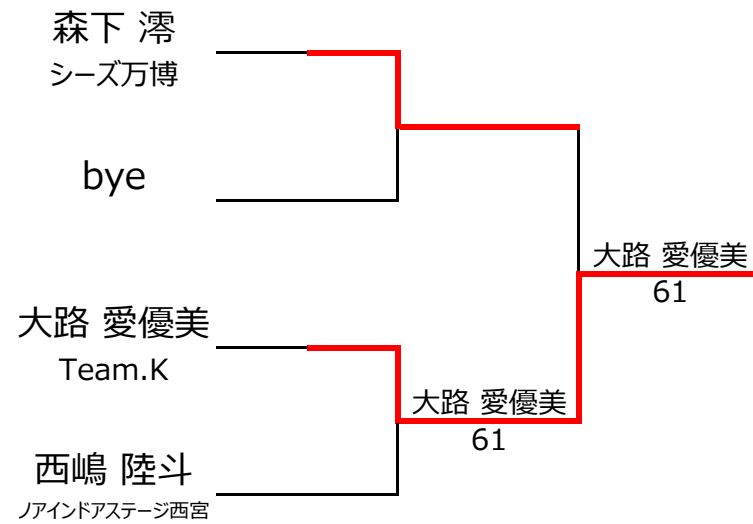 森下 澪
シーズ万博
bye
大路 愛優美
Team.K
西嶋 陸斗
ノアインドアステージ西宮
大路 愛優美
61
大路 愛優美
61